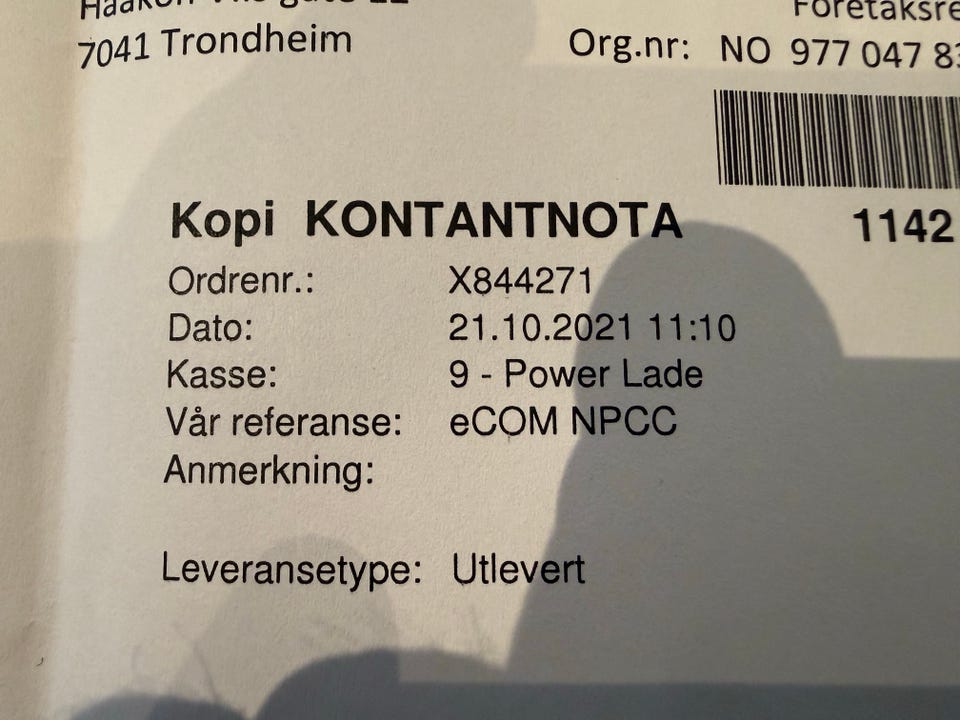 7041 Trondheim
Org.nr: NO 977 047 8
Kopi KONTANTNOTA 1142
Ordrenr.: X844271
Dato: 21.10.2021 11:10
Kasse: 9 - Power Lade
Vår referanse: eCOM NPCC
Anmerkning:
Leveransetype: Utlevert